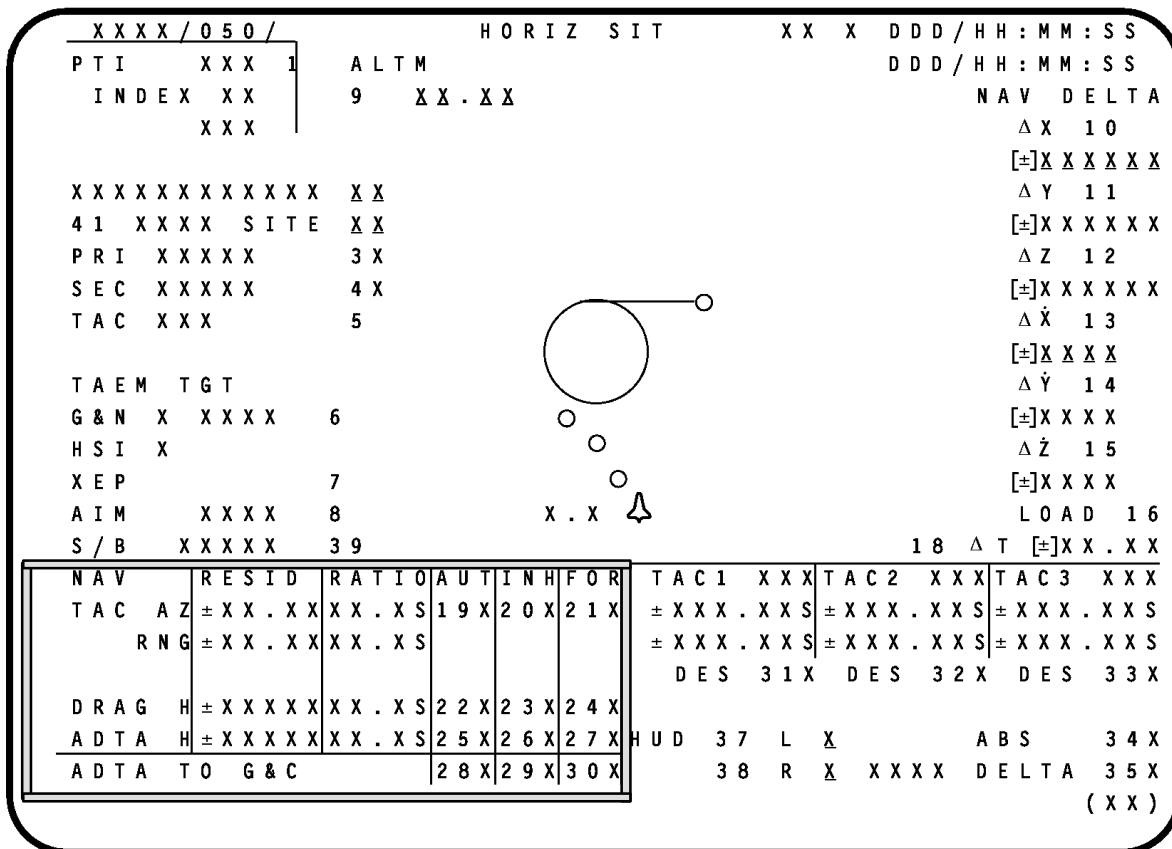 XXXX/050/ HORIZ SIT XX X DDD/HH:MM:SS
PTI XXX 1 ALTM DDD/HH:MM:SS
INDEX XX 9 XX.XX NAV DELTA
XXX ΔX 10
[±]XXXXXX
XXXXXXXXXXXX XX ΔY 11
41 XXXX SITE XX [±]XXXXXX
PRI XXXXX 3X ΔZ 12
SEC XXXXX 4X [±]XXXXXX
TAC XXX 5 ΔẊ 13
[±]XXXX
TAEM TGT ΔẎ 14
G&N X XXXX 6 [±]XXXX
HSI X ΔŻ 15
XEP 7 [±]XXXX
AIM XXXX 8 X.X LOAD 16
S/B XXXXX 39 18 ΔT [±]XX.XX
NAV RESID RATIO AUT INH FOR TAC1 XXX TAC2 XXX TAC3 XXX
TAC AZ ±XX.XX XX.XS 19X 20X 21X ±XXX.XXS ±XXX.XXS ±XXX.XXS
RNG ±XX.XX XX.XS ±XXX.XXS ±XXX.XXS ±XXX.XXS
DES 31X DES 32X DES 33X
DRAG H ±XXXXX XX.XS 22X 23X 24X
ADTA H ±XXXXX XX.XS 25X 26X 27X HUD 37 L X ABS 34X
ADTA TO G&C 28X 29X 30X 38 R X XXXX DELTA 35X
(XX)